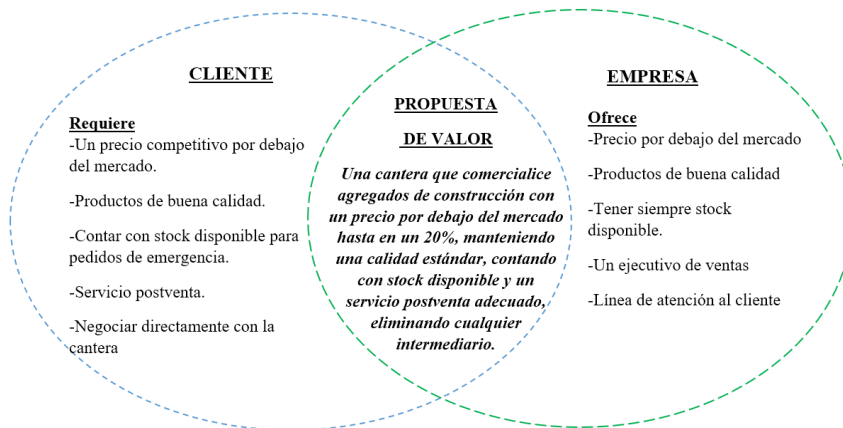 CLIENTE
Requiere
-Un precio competitivo por debajo
del mercado.
-Productos de buena calidad.
-Contar con stock disponible para
pedidos de emergencia.
-Servicio postventa.
-Negociar directamente con la
cantera
PROPUESTA
DE VALOR
Una cantera que comercialice
agregados de construcción con
un precio por debajo del mercado
hasta en un 20%, manteniendo
una calidad estándar, contando
con stock disponible y un
servicio postventa adecuado,
eliminando cualquier
intermediario.
EMPRESA
Ofrece
-Precio por debajo del mercado
-Productos de buena calidad
-Tener siempre stock
disponible.
-Un ejecutivo de ventas
-Línea de atención al cliente